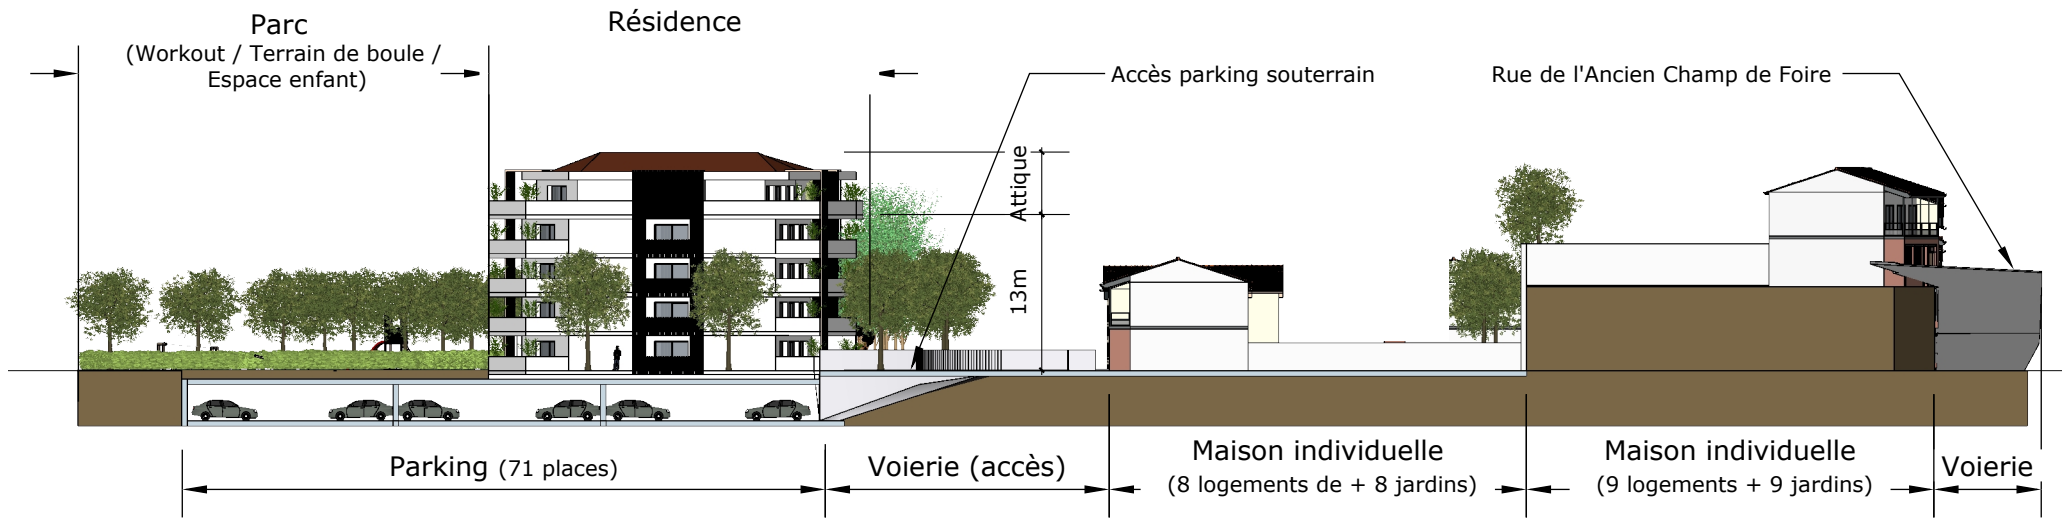 Parc
(Workout / Terrain de boule /
Espace enfant)
Résidence
Accès parking souterrain
Rue de l'Ancien Champ de Foire
Attique
13m
Parking (71 places)
Voierie (accès)
Maison individuelle
(8 logements de + 8 jardins)
Maison individuelle
(9 logements + 9 jardins)
Voierie